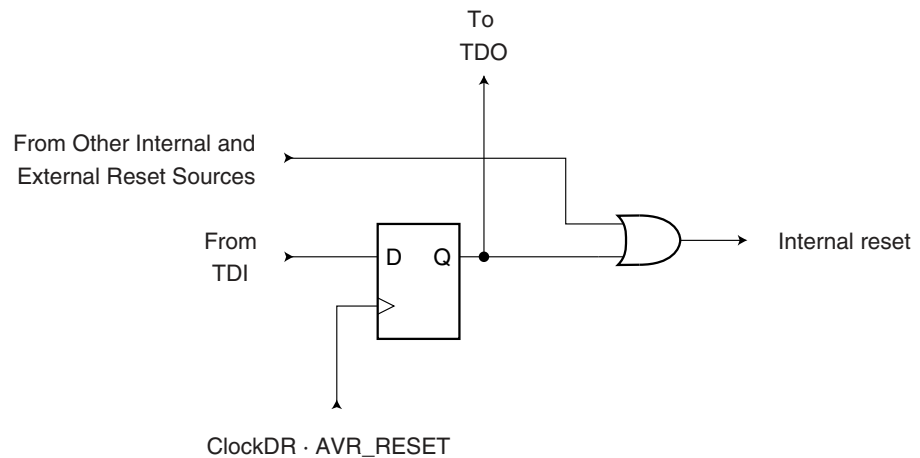 To
TDO
From Other Internal and
External Reset Sources
From
TDI
D
Q
Internal reset
ClockDR · AVR_RESET